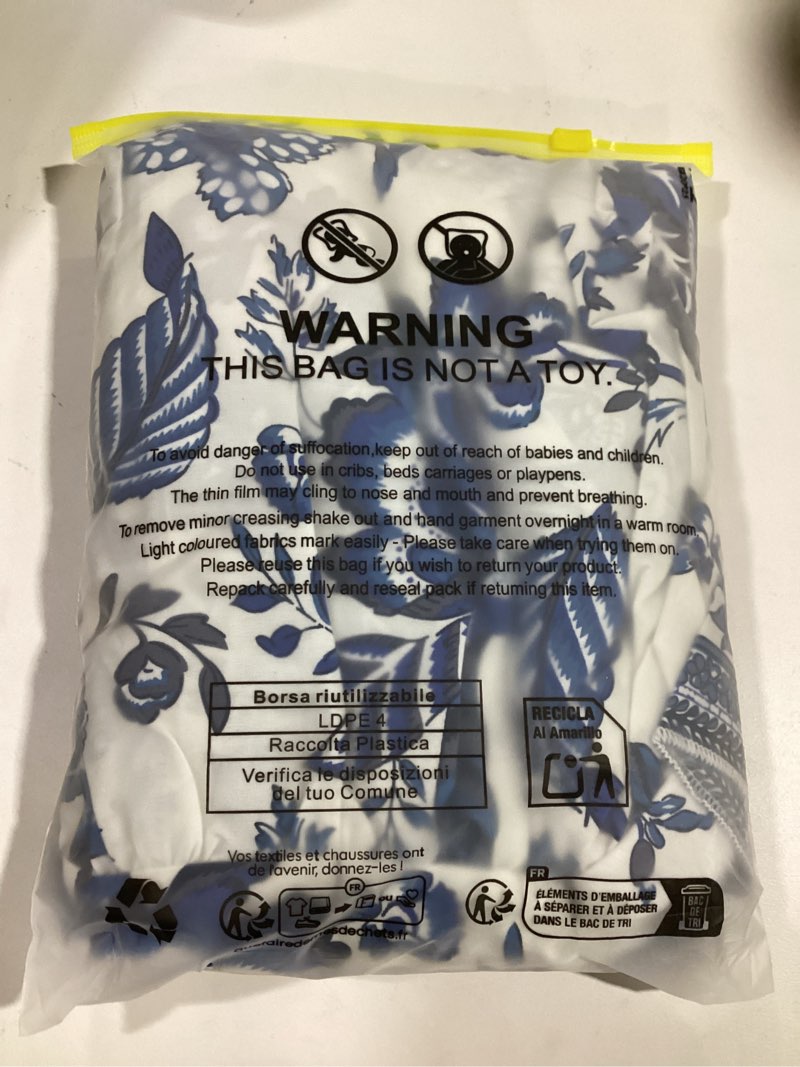 WARNING
THIS BAG IS NOT A TOY.
To avoid danger of suffocation,keep out of reach of babies and children.
Do not use in cribs, beds carriages or playpens.
The thin film may cling to nose and mouth and prevent breathing.
To remove minor creasing-shake out and hand garment overnight in a warm room.
Light coloured fabrics mark easily - Please take care when trying them on.
Please reuse this bag if you wish to return your product.
Repack carefully and reseal pack if returning this item.
Borsa riutilizzabile
LDPE 4
Raccolta Plastica
Verifica le disposizioni
del tuo Comune
RECICLA
Al Amarillo
Vos textiles et chaussures ont
de l'avenir, donnez-les !
FR
ou
FR
ÉLÉMENTS D'EMBALLAGE
À SÉPARER ET À DÉPOSER
DANS LE BAC DE TRI
BAC
DE
TRI